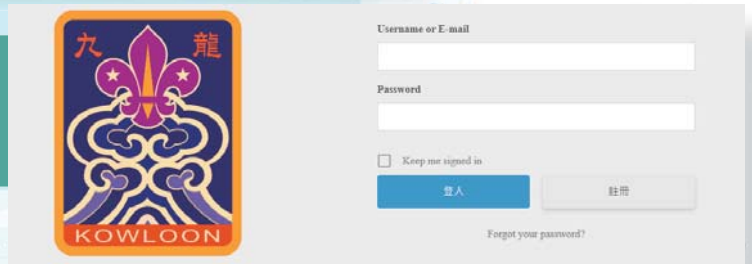 九龍
KOWLOON
Username or E-mail
Password
Keep me signed in
登入
註冊
Forgot your password?